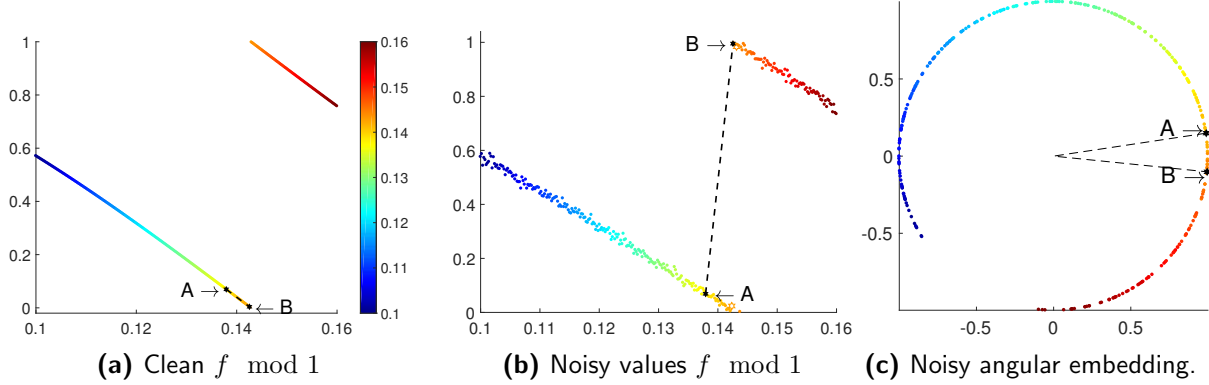 1
0.8
0.6
0.4
0.2
0
0.1 0.12 0.14 0.16
A
B
0.16
0.15
0.14
0.13
0.12
0.11
0.1
(a) Clean f mod 1
1
0.8
0.6
0.4
0.2
0
0.1 0.11 0.12 0.13 0.14 0.15 0.16
B
A
(b) Noisy values f mod 1
0.5
0
-0.5
-0.5 0 0.5
A
B
(c) Noisy angular embedding.